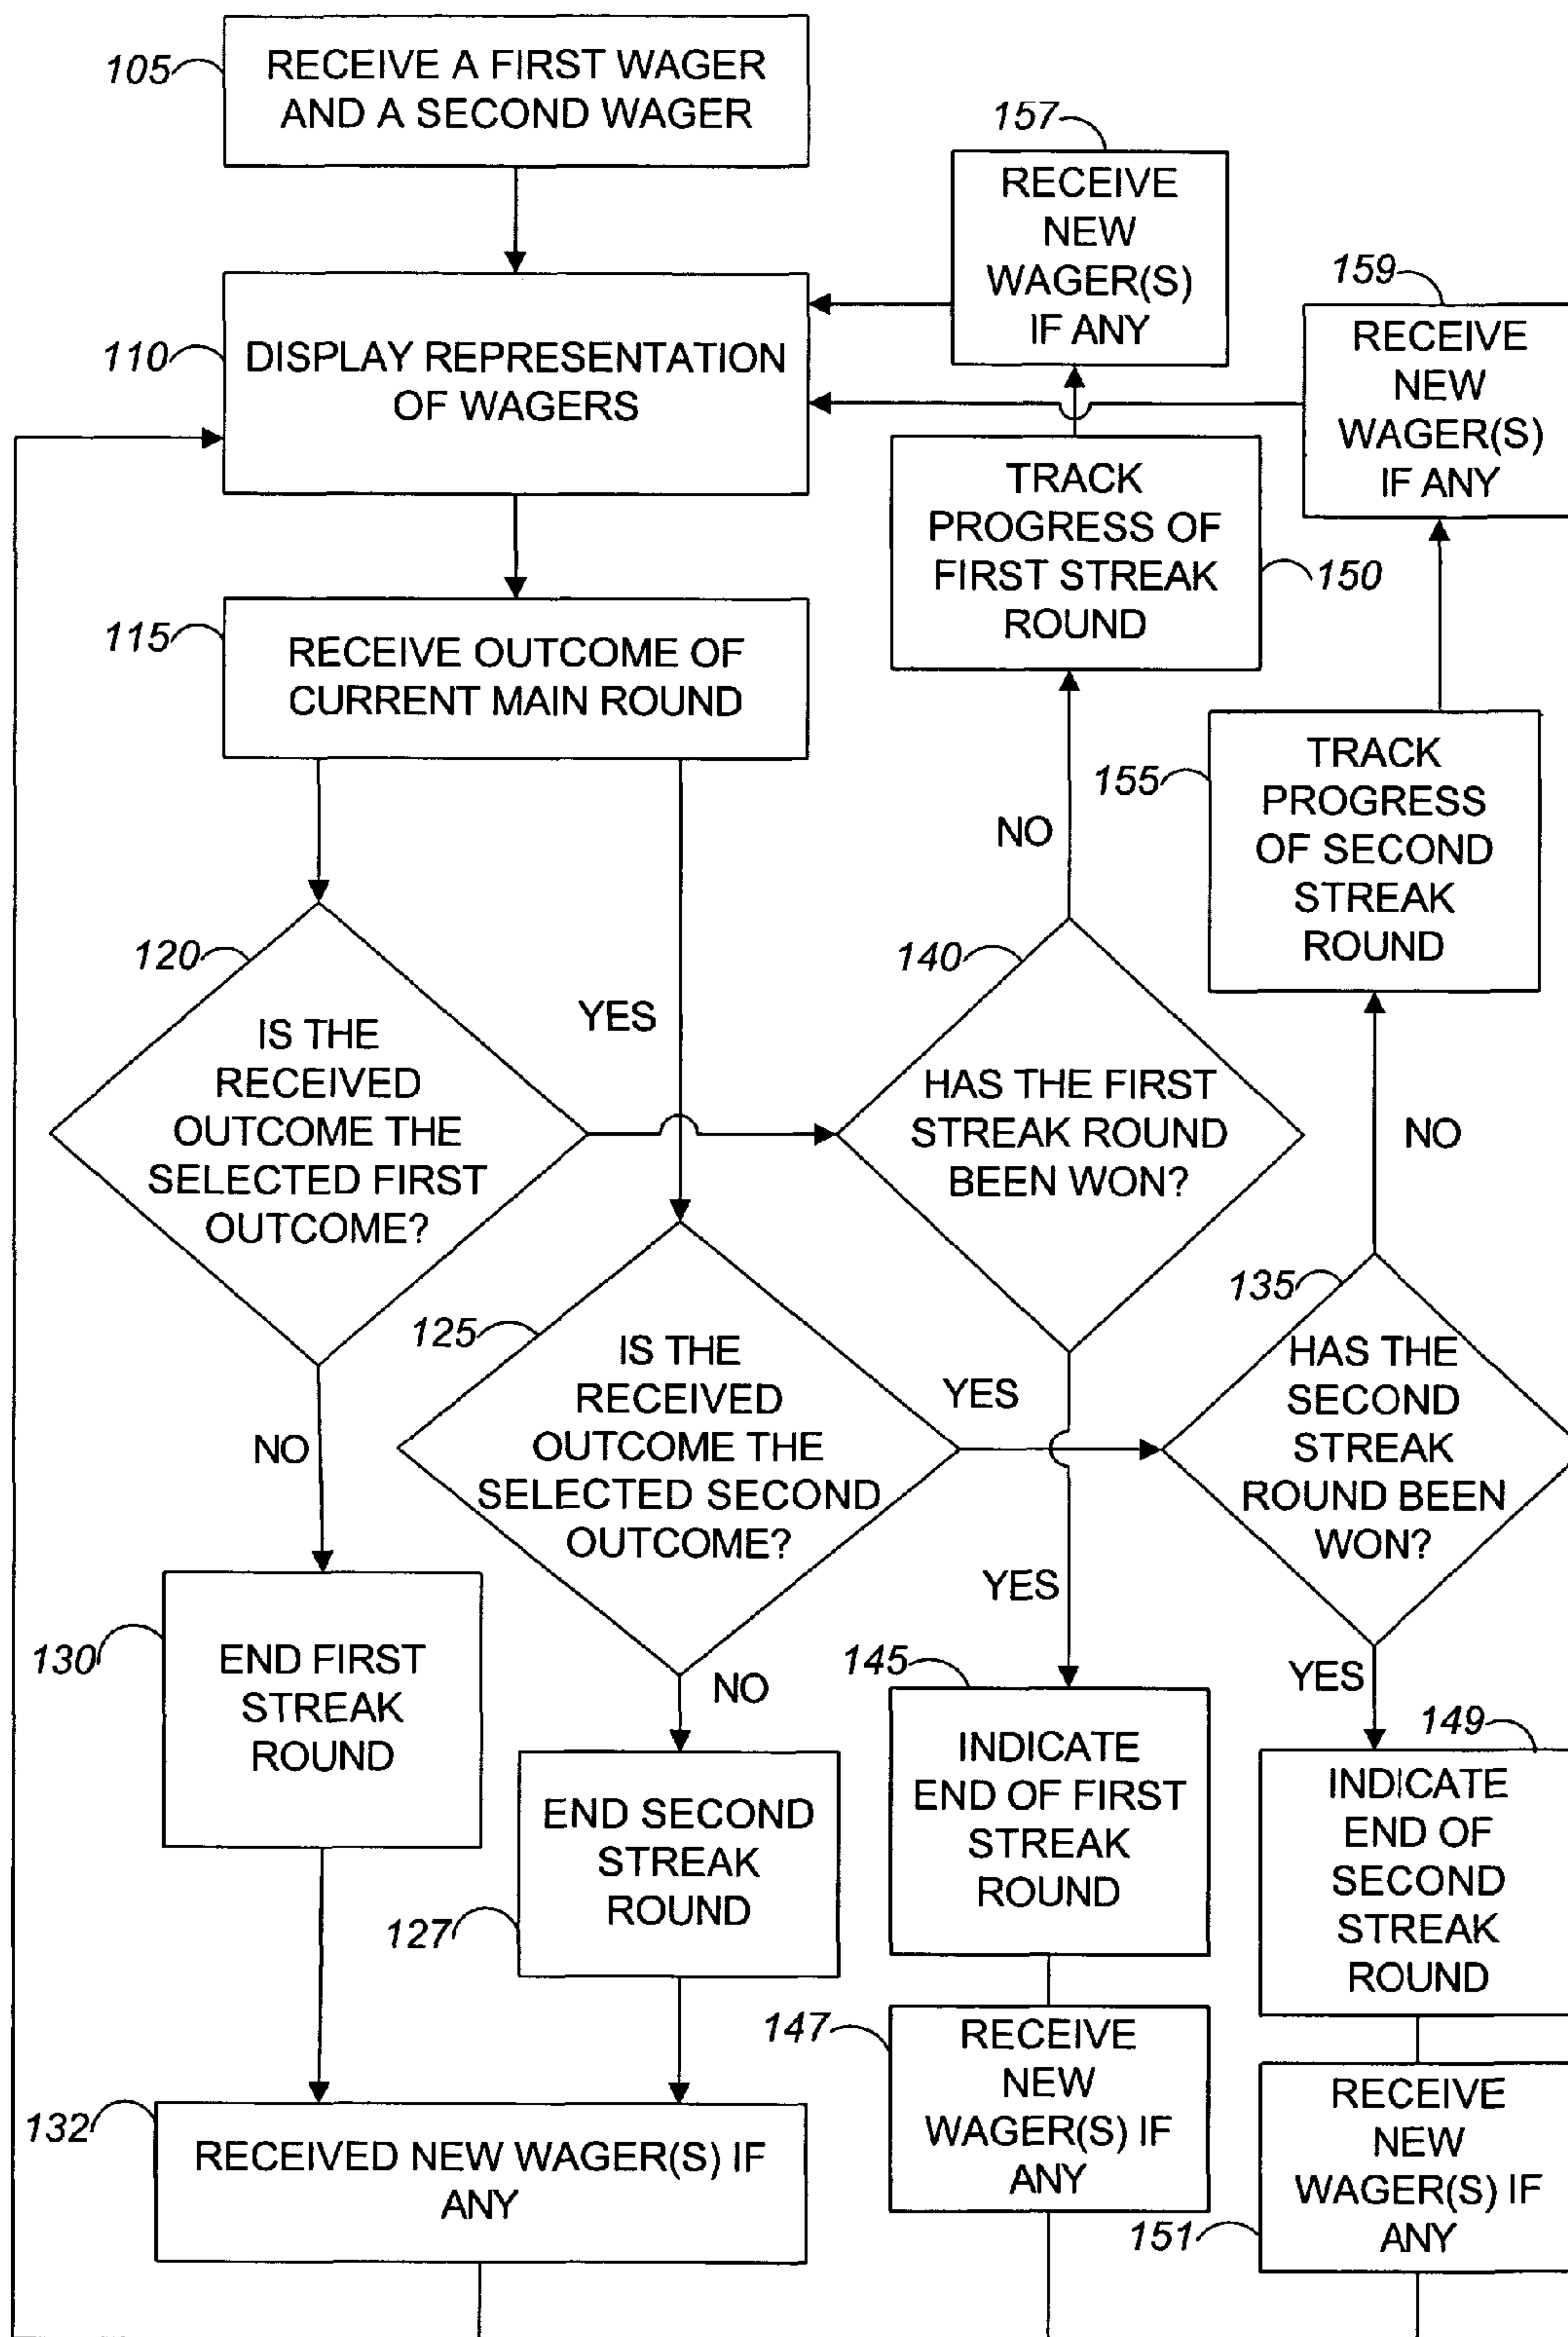 105
RECEIVE A FIRST WAGER
AND A SECOND WAGER
157
RECEIVE
NEW
WAGER(S)
IF ANY
159
RECEIVE
NEW
WAGER(S)
IF ANY
110
DISPLAY REPRESENTATION
OF WAGERS
TRACK
PROGRESS OF
FIRST STREAK
ROUND
150
115
RECEIVE OUTCOME OF
CURRENT MAIN ROUND
155
TRACK
PROGRESS
OF SECOND
STREAK
ROUND
NO
120
IS THE
RECEIVED
OUTCOME THE
SELECTED FIRST
OUTCOME?
YES
140
HAS THE FIRST
STREAK ROUND
BEEN WON?
NO
125
IS THE
RECEIVED
OUTCOME THE
SELECTED SECOND
OUTCOME?
YES
135
HAS THE
SECOND
STREAK
ROUND BEEN
WON?
NO
YES
130
END FIRST
STREAK
ROUND
NO
145
INDICATE
END OF FIRST
STREAK
ROUND
YES
149
INDICATE
END OF
SECOND
STREAK
ROUND
127
END SECOND
STREAK
ROUND
147
RECEIVE
NEW
WAGER(S) IF
ANY
132
RECEIVED NEW WAGER(S) IF
ANY
151
RECEIVE
NEW
WAGER(S) IF
ANY